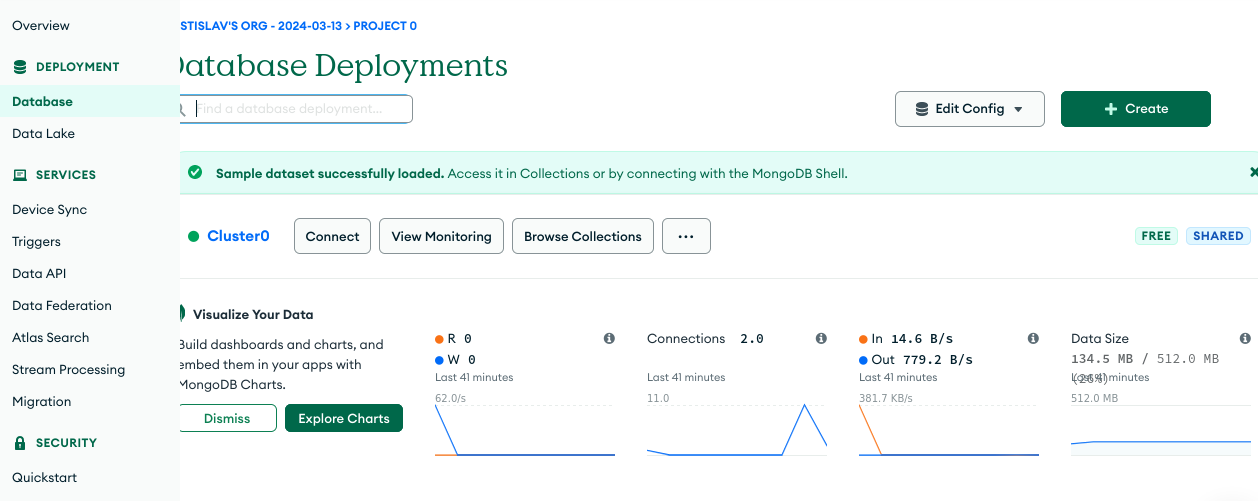 Overview
DEPLOYMENT
Database
Data Lake
SERVICES
Device Sync
Triggers
Data API
Data Federation
Atlas Search
Stream Processing
Migration
SECURITY
Quickstart
STISLAV'S ORG - 2024-03-13 > PROJECT 0
Database Deployments
Find a database deployment...
Edit Config
Create
Sample dataset successfully loaded. Access it in Collections or by connecting with the MongoDB Shell.
Cluster0
Connect
View Monitoring
Browse Collections
...
FREE
SHARED
Visualize Your Data
Build dashboards and charts, and
embed them in your apps with
MongoDB Charts.
Dismiss
Explore Charts
R 0
W 0
Last 41 minutes
62.0/s
Connections 2.0
Last 41 minutes
11.0
In 14.6 B/s
Out 779.2 B/s
Last 41 minutes
381.7 KB/s
Data Size
134.5 MB / 512.0 MB
(26%)
Last 41 minutes
512.0 MB